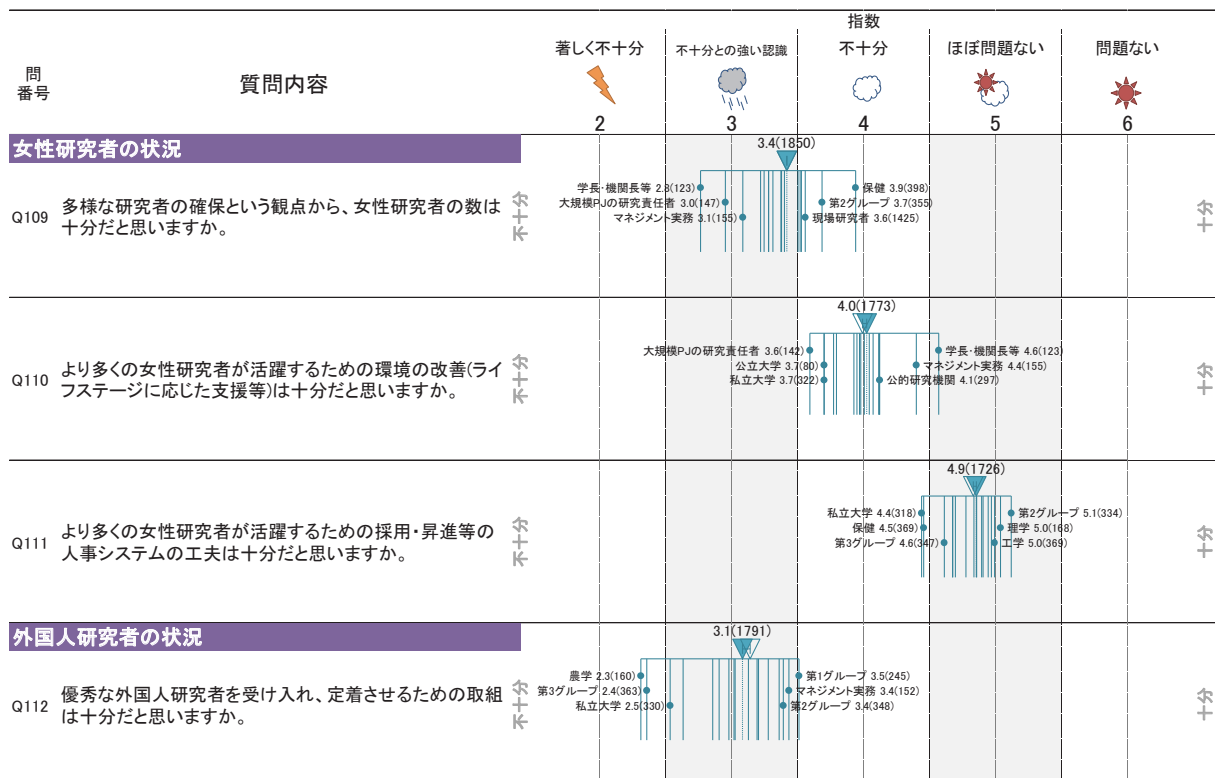 指数
著しく不十分
不十分との強い認識
不十分
ほぼ問題ない
問題ない
問
番号
質問内容
2
3
4
5
6
女性研究者の状況
3.4(1850)
Q109
多様な研究者の確保という観点から、女性研究者の数は
十分だと思いますか。
不十分
学長・機関長等 2.8(123)
大規模PJの研究責任者 3.0(147)
マネジメント実務 3.1(155)
保健 3.9(398)
第2グループ 3.7(355)
現場研究者 3.6(1425)
十分
4.0(1773)
Q110
より多くの女性研究者が活躍するための環境の改善(ライ
フステージに応じた支援等)は十分だと思いますか。
不十分
大規模PJの研究責任者 3.6(142)
公立大学 3.7(80)
私立大学 3.7(322)
学長・機関長等 4.6(123)
マネジメント実務 4.4(155)
公的研究機関 4.1(297)
十分
4.9(1726)
Q111
より多くの女性研究者が活躍するための採用・昇進等の
人事システムの工夫は十分だと思いますか。
不十分
私立大学 4.4(318)
保健 4.5(369)
第3グループ 4.6(347)
第2グループ 5.1(334)
理学 5.0(168)
工学 5.0(369)
十分
外国人研究者の状況
3.1(1791)
Q112
優秀な外国人研究者を受け入れ、定着させるための取組
は十分だと思いますか。
不十分
農学 2.3(160)
第3グループ 2.4(363)
私立大学 2.5(330)
第1グループ 3.5(245)
マネジメント実務 3.4(152)
第2グループ 3.4(348)
十分